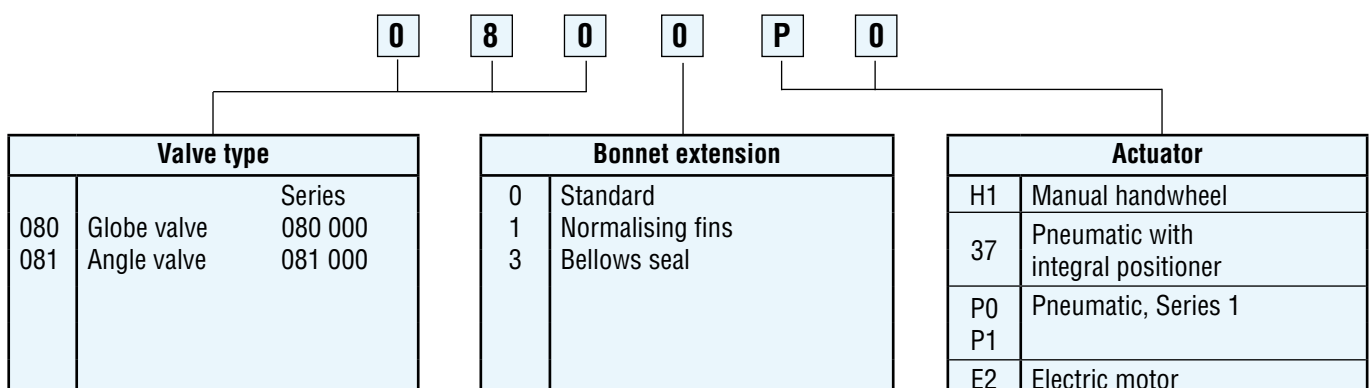 0 8 0 0 P 0
Valve type
Series
080 Globe valve 080 000
081 Angle valve 081 000
Bonnet extension
0 Standard
1 Normalising fins
3 Bellows seal
Actuator
H1 Manual handwheel
37 Pneumatic with
integral positioner
P0 Pneumatic, Series 1
P1
E2 Electric motor